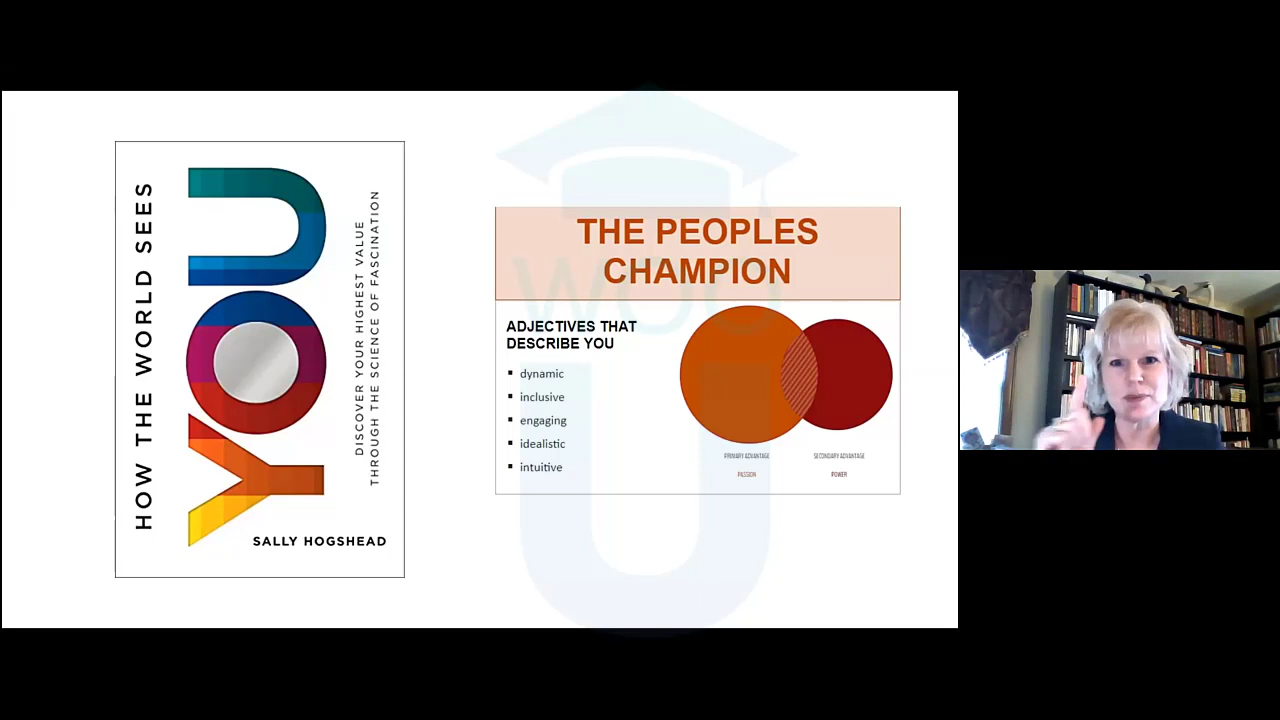 HOW THE WORLD SEES
YOU
DISCOVER YOUR HIGHEST VALUE
THROUGH THE SCIENCE OF FASCINATION
SALLY HOGSHEAD
THE PEOPLES
CHAMPION
ADJECTIVES THAT
DESCRIBE YOU
▪ dynamic
▪ inclusive
▪ engaging
▪ idealistic
▪ intuitive
PRIMARY ADVANTAGE
PASSION
SECONDARY ADVANTAGE
POWER
WOU
U